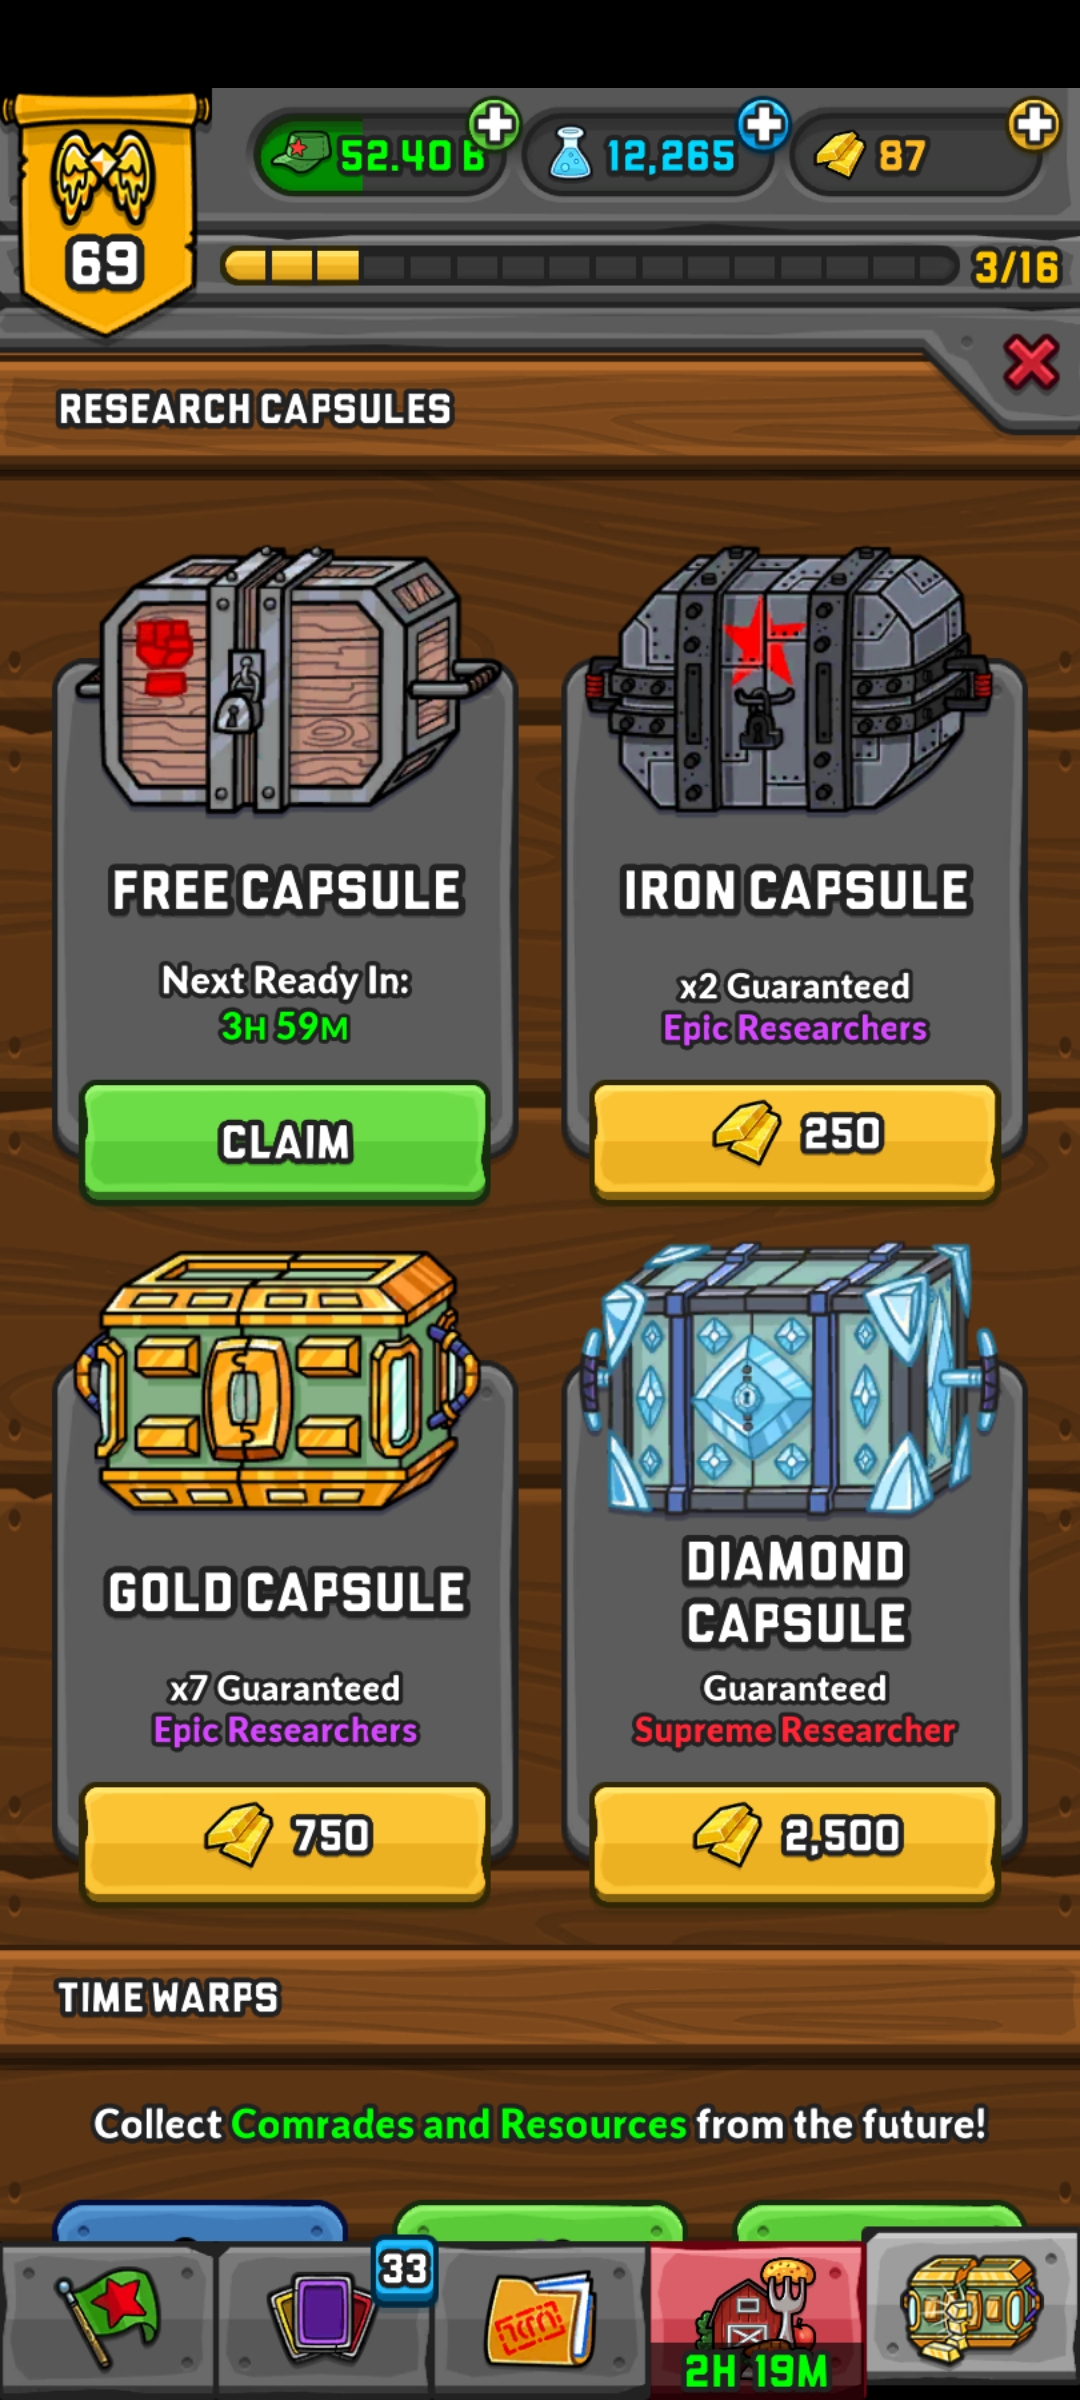 52.40 B
12,265
87
69
3/16
RESEARCH CAPSULES
FREE CAPSULE
Next Ready In:
3H 59M
CLAIM
IRON CAPSULE
x2 Guaranteed
Epic Researchers
250
GOLD CAPSULE
x7 Guaranteed
Epic Researchers
750
DIAMOND
CAPSULE
Guaranteed
Supreme Researcher
2,500
TIME WARPS
Collect Comrades and Resources from the future!
33
2H 19M